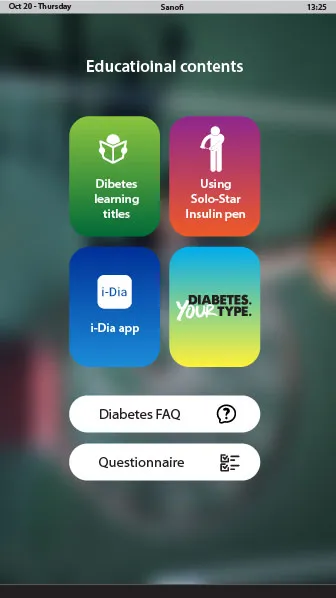 Oct 20 - Thursday Sanofi 13:25
Educatioinal contents
Dibetes
learning
titles
Using
Solo-Star
Insulin pen
i-Dia
i-Dia app
DIABETES.
YOUR TYPE.
Diabetes FAQ
Questionnaire